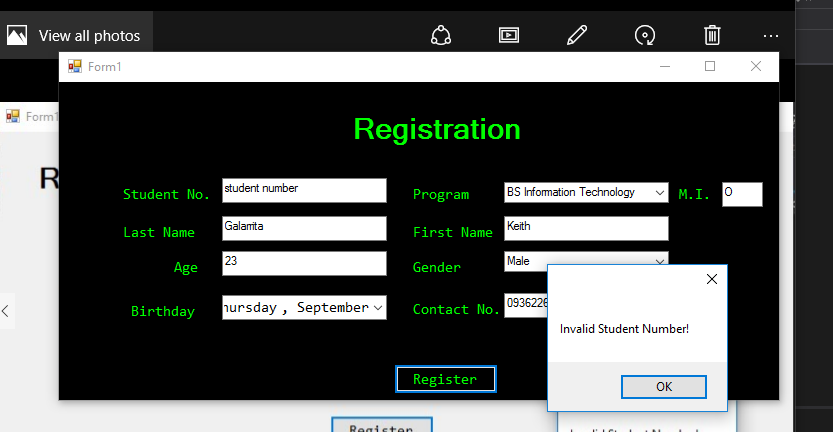 View all photos
Form1
Form1
Registration
R
Student No.
student number
Program
BS Information Technology
M.I.
O
Last Name
Galarrita
First Name
Keith
Age
23
Gender
Male
Birthday
hursday , September
Contact No.
0936226
Invalid Student Number!
Register
OK
Register